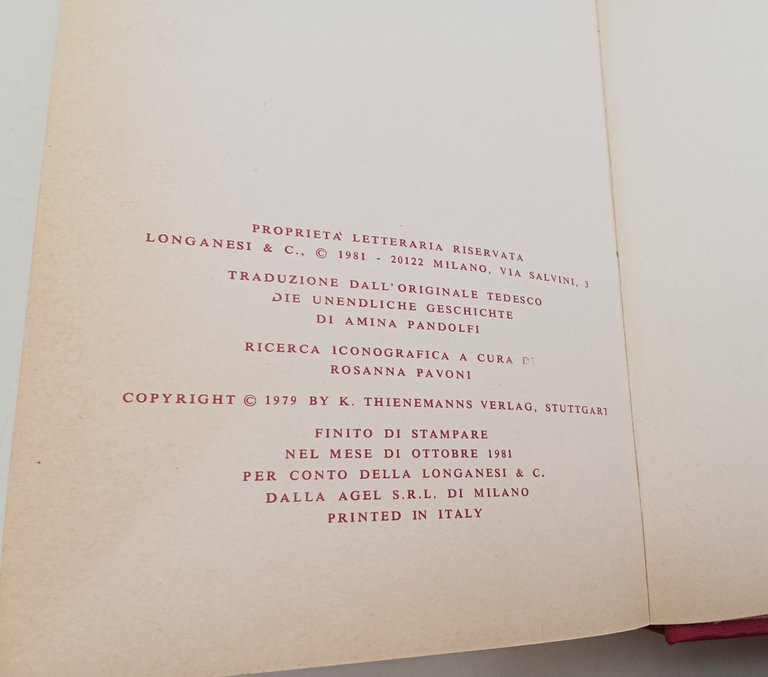 PROPRIETÀ LETTERARIA RISERVATA
LONGANESI & C., © 1981 - 20122 MILANO, VIA SALVINI, 3
TRADUZIONE DALL'ORIGINALE TEDESCO
DIE UNENDLICHE GESCHICHTE
DI AMINA PANDOLFI
RICERCA ICONOGRAFICA A CURA DI
ROSANNA PAVONI
COPYRIGHT © 1979 BY K. THIENEMANNS VERLAG, STUTTGART
FINITO DI STAMPARE
NEL MESE DI OTTOBRE 1981
PER CONTO DELLA LONGANESI & C.
DALLA AGEL S.R.L. DI MILANO
PRINTED IN ITALY